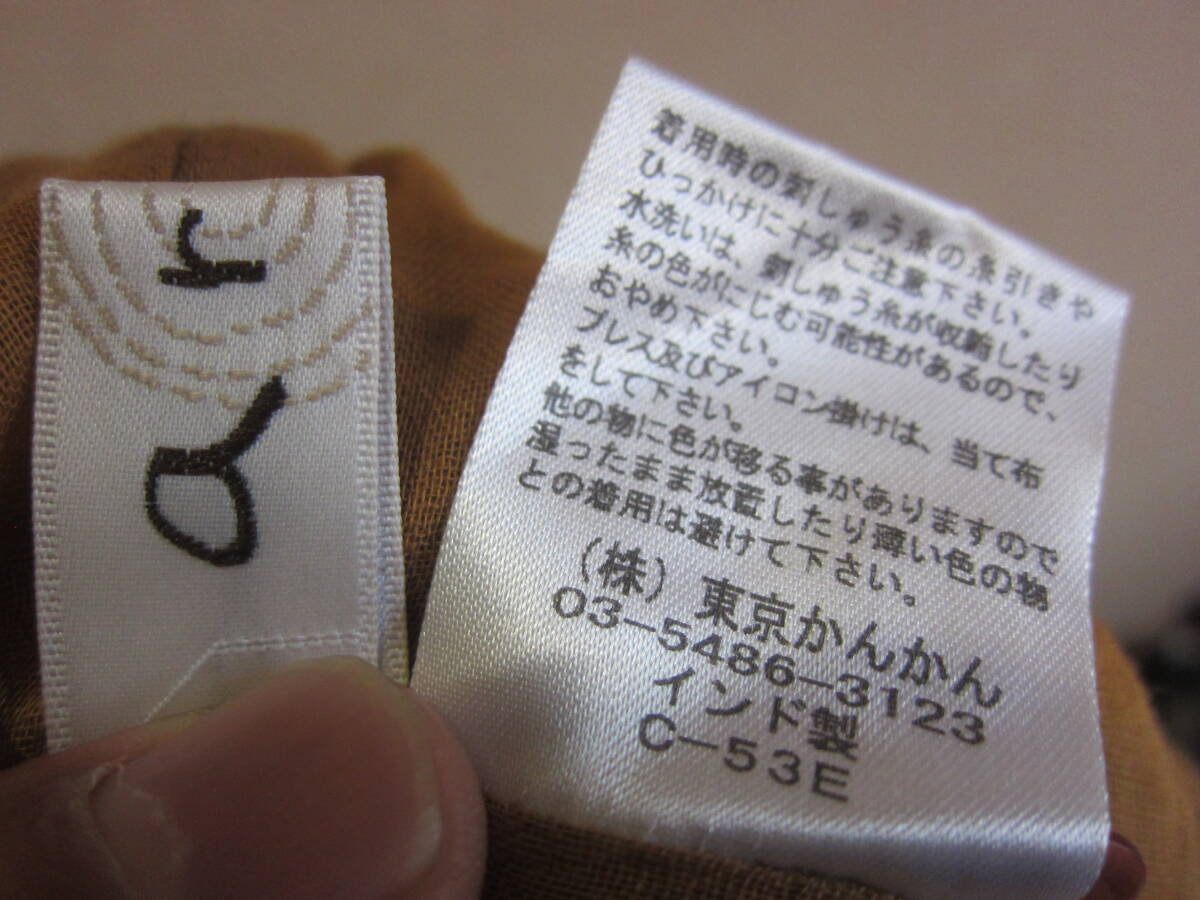 ar
着用時の刺しゅう糸の糸引きや
ひっかけに十分ご注意下さい。
水洗いは、刺しゅう糸が収縮したり
糸の色がにじむ可能性があるので、
おやめ下さい。
プレス及びアイロン掛けは、当て布
をして下さい。
他の物に色が移る事がありますので
湿ったまま放置したり薄い色の物
との着用は避けて下さい。
(株)東京かんかん
03-5486-3123
インド製
C-53E